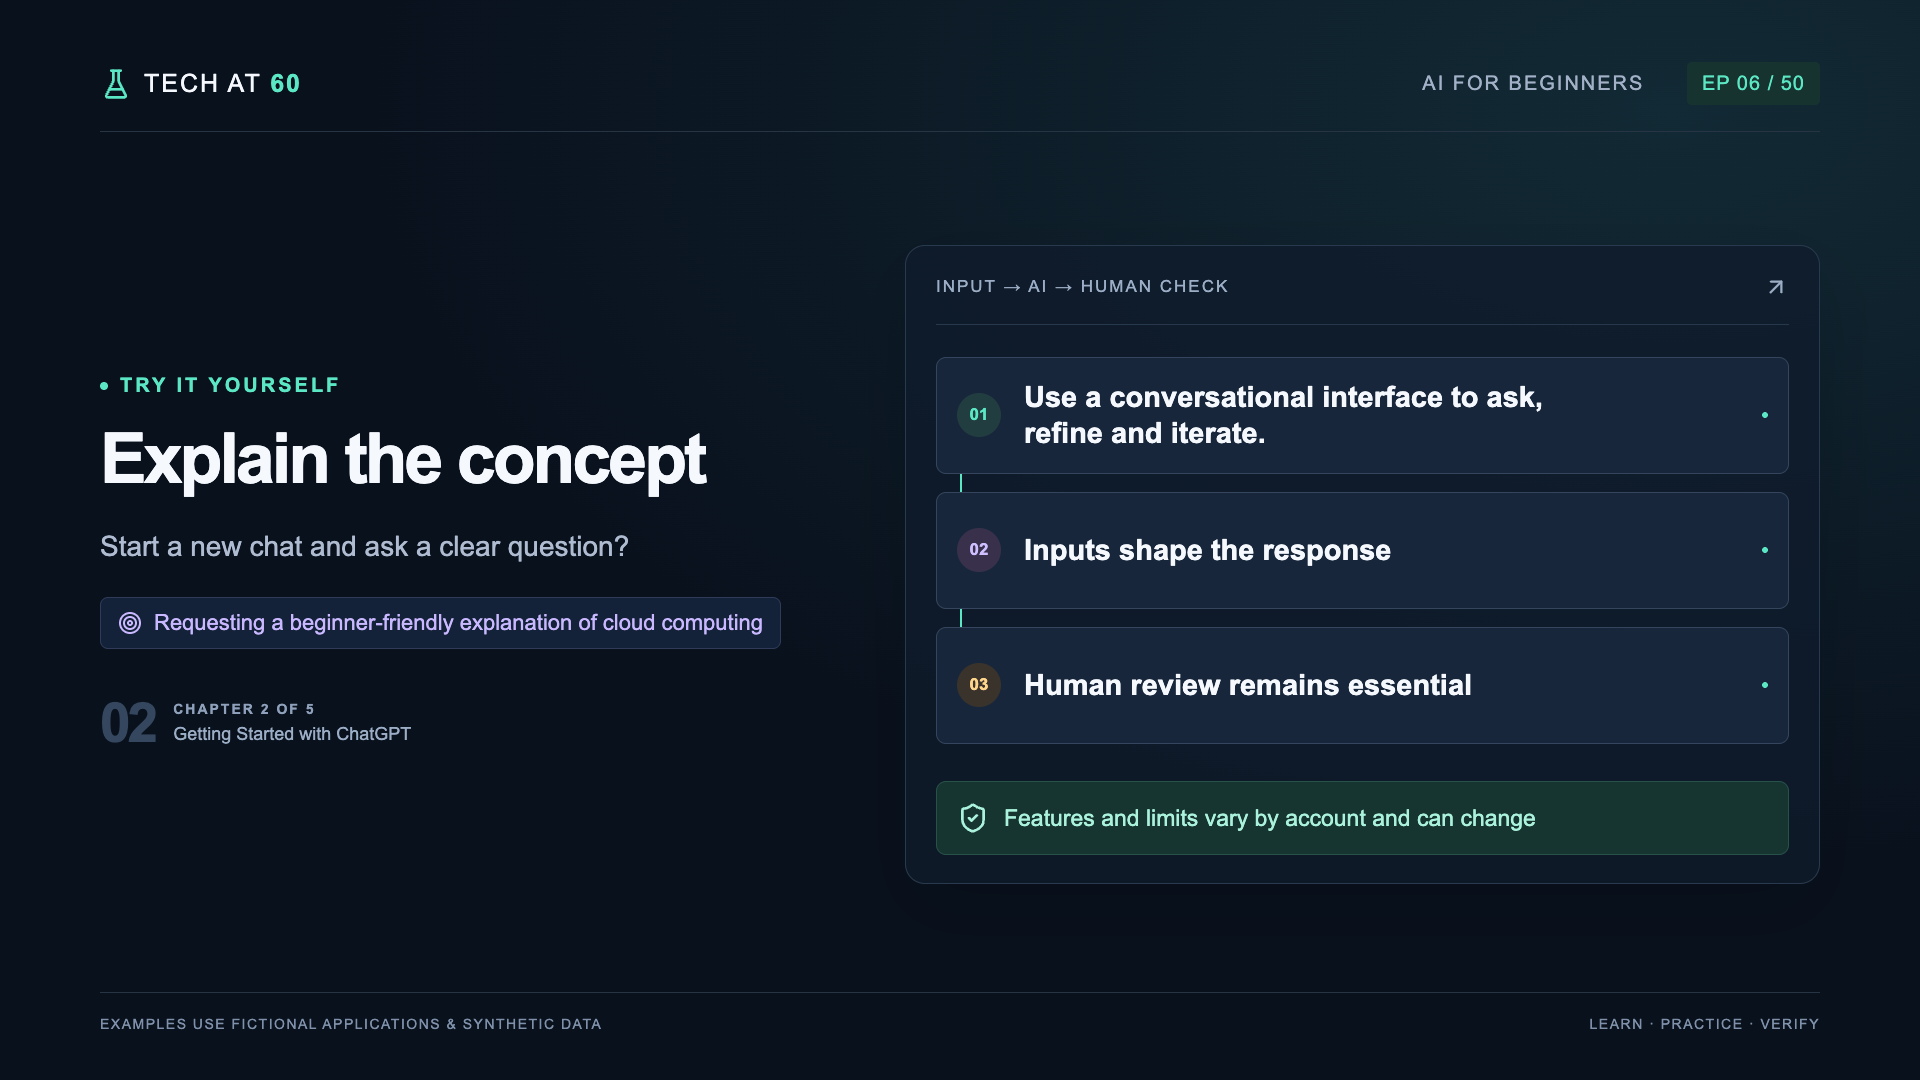 TECH AT 60
AI FOR BEGINNERS
EP 06 / 50
TRY IT YOURSELF
Explain the concept
Start a new chat and ask a clear question?
Requesting a beginner-friendly explanation of cloud computing
02
CHAPTER 2 OF 5
Getting Started with ChatGPT
INPUT → AI → HUMAN CHECK
01
Use a conversational interface to ask,
refine and iterate.
02
Inputs shape the response
03
Human review remains essential
Features and limits vary by account and can change
EXAMPLES USE FICTIONAL APPLICATIONS & SYNTHETIC DATA
LEARN · PRACTICE · VERIFY